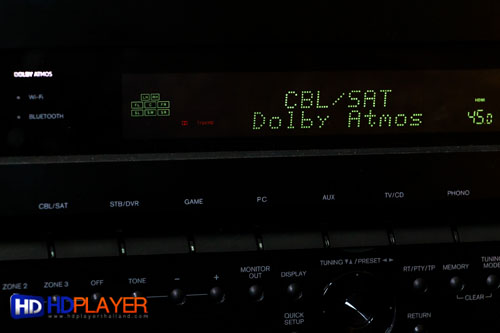 DOLBY ATMOS
Wi-Fi
BLUETOOTH
CBL/SAT
Dolby Atmos
HDMI
45.0
CBL/SAT
STB/DVR
GAME
PC
AUX
TV/CD
PHONO
ZONE 2
ZONE 3
OFF
TONE
−
+
MONITOR
OUT
DISPLAY
QUICK
SETUP
TUNING ▼▲ / PRESET ◄►
RT/PTY/TP
MEMORY
TUNING
MODE
CLEAR
RETURN
HD HDPLAYER
www.hdplayerthailand.com